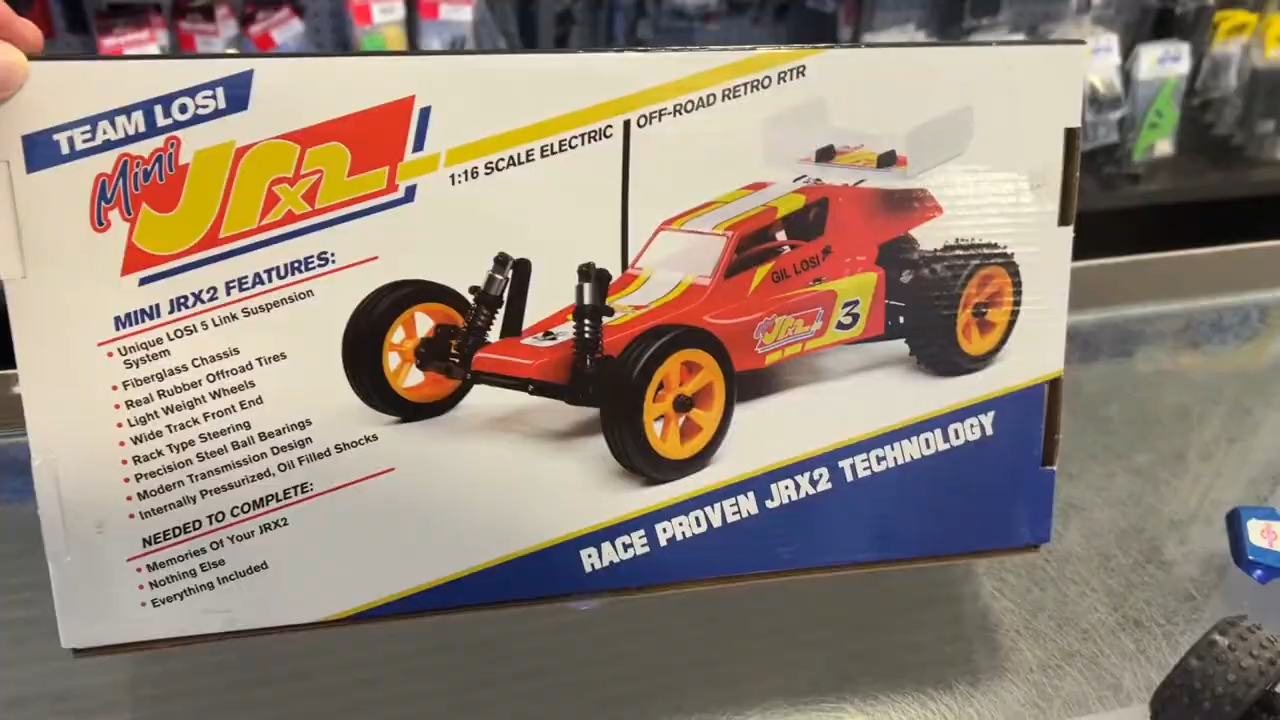 TEAM LOSI
Mini
JRx2
1:16 SCALE ELECTRIC
OFF-ROAD RETRO RTR
MINI JRX2 FEATURES:
• Unique LOSI 5 Link Suspension
System
• Fiberglass Chassis
• Real Rubber Offroad Tires
• Light Weight Wheels
• Wide Track Front End
• Rack Type Steering
• Precision Steel Ball Bearings
• Modern Transmission Design
• Internally Pressurized, Oil Filled Shocks
NEEDED TO COMPLETE:
• Memories Of Your JRX2
• Nothing Else
• Everything Included
GIL LOSI
Mini
JRx2
3
RACE PROVEN JRX2 TECHNOLOGY